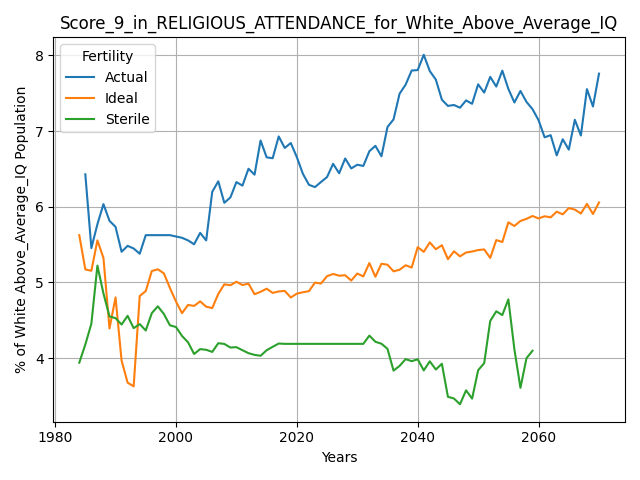 Score_9_in_RELIGIOUS_ATTENDANCE_for_White_Above_Average_IQ
Fertility
Actual
Ideal
Sterile
% of White Above_Average_IQ Population
8
7
6
5
4
1980
2000
2020
2040
2060
Years